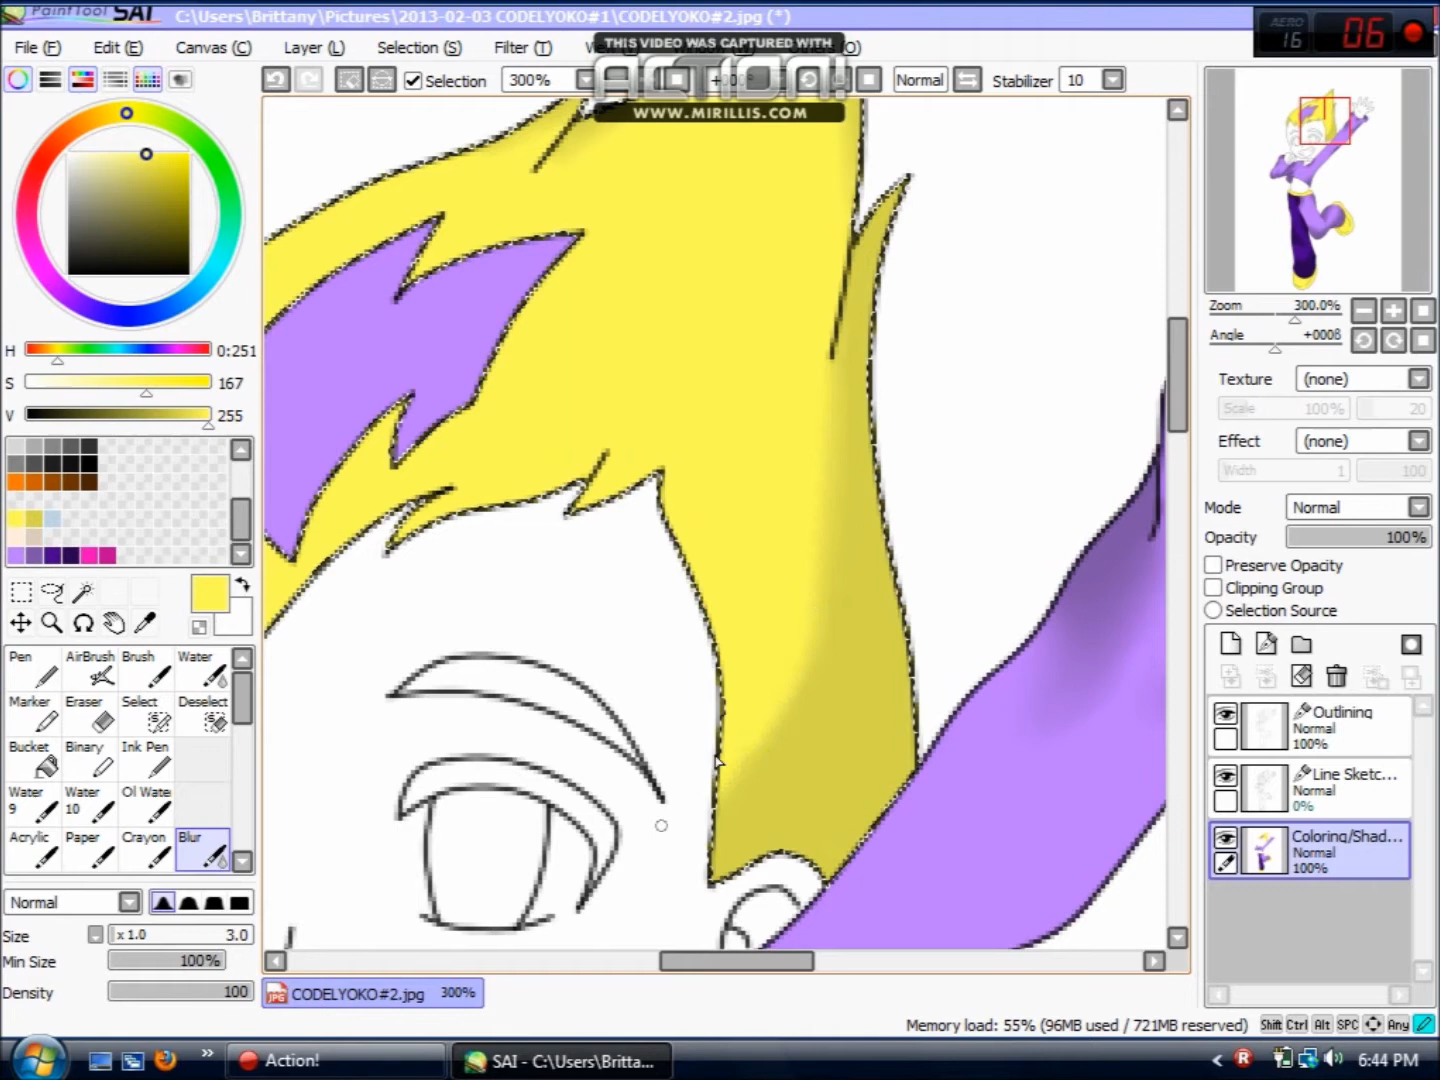 PaintTool SAI C:\Users\Brittany\Pictures\2013-02-03 CODELYOKO#1\CODELYOKO#2.jpg (*)
AERO 16 06
File (F) Edit (E) Canvas (C) Layer (L) Selection (S) Filter (T)
THIS VIDEO WAS CAPTURED WITH
ACTION!
WWW.MIRILLIS.COM
Selection 300% +000° Normal Stabilizer 10
H 0:251
S 167
V 255
Zoom 300.0%
Angle +000ß
Texture (none)
Scale 100% 20
Effect (none)
Width 1 100
Mode Normal
Opacity 100%
Preserve Opacity
Clipping Group
Selection Source
Pen AirBrush Brush Water
Marker Eraser Select Deselect
Bucket Binary Ink Pen
Water 9 Water 10 Ol Wate
Acrylic Paper Crayon Blur
Outlining
Normal
100%
Line Sketc...
Normal
0%
Coloring/Shad...
Normal
100%
Normal
Size x 1.0 3.0
Min Size 100%
Density 100
CODELYOKO#2.jpg 300%
Memory load: 55% (96MB used / 721MB reserved) Shift Ctrl Alt SPC Any
» Action! SAI - C:\Users\Britta... < R 6:44 PM